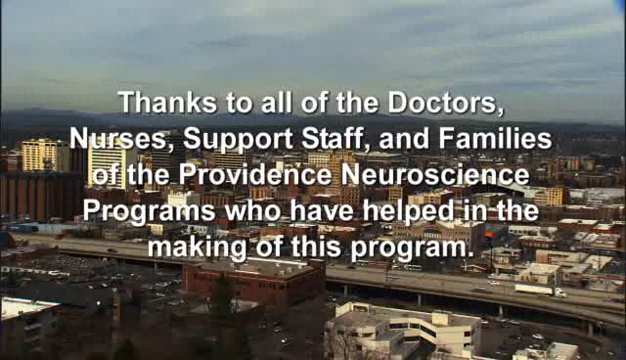 Thanks to all of the Doctors,
Nurses, Support Staff, and Families
of the Providence Neuroscience
Programs who have helped in the
making of this program.